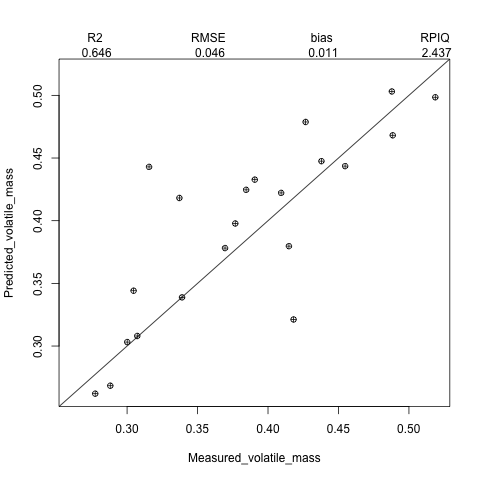 R2 RMSE bias RPIQ
0.646 0.046 0.011 2.437
Predicted_volatile_mass
0.50
0.45
0.40
0.35
0.30
0.30 0.35 0.40 0.45 0.50
Measured_volatile_mass